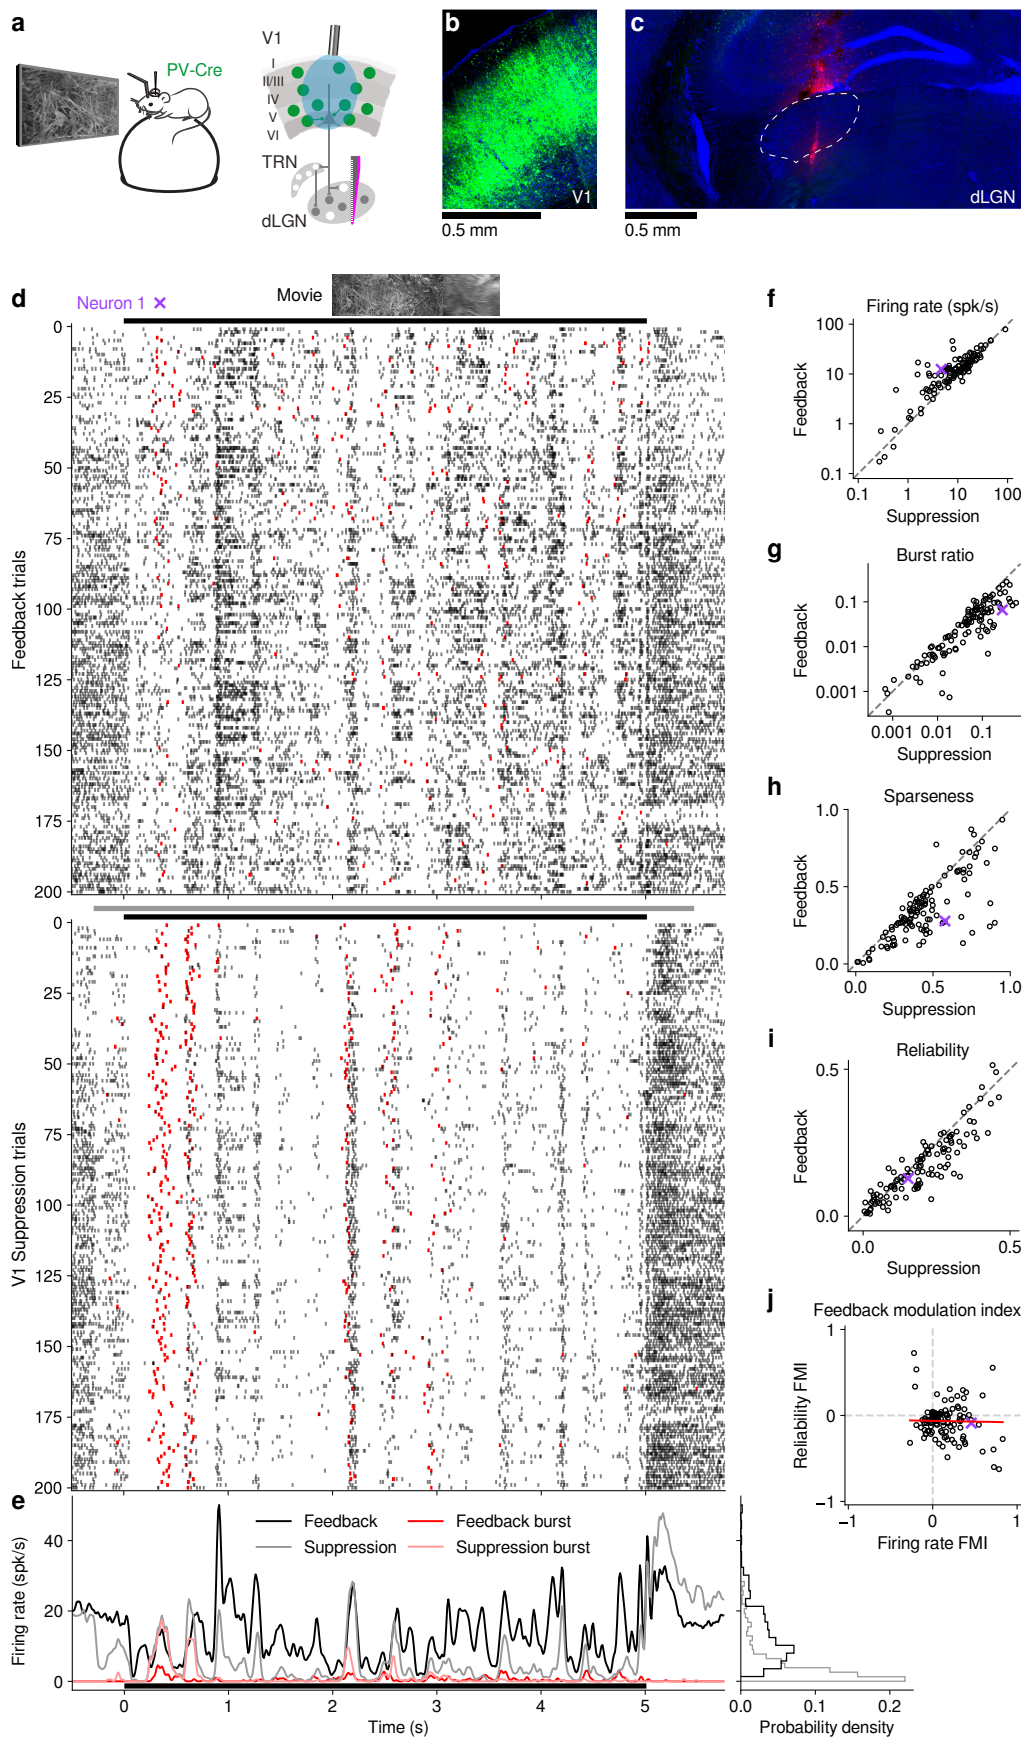 a
V1
PV-Cre
I
II/III
IV
V
VI
TRN
dLGN
b
V1
0.5 mm
c
dLGN
0.5 mm
d
Neuron 1
Movie
0
25
50
75
100
125
150
175
200
Feedback trials
0
25
50
75
100
125
150
175
200
V1 Suppression trials
e
Feedback
Suppression
Feedback burst
Suppression burst
40
20
0
Firing rate (spk/s)
0 1 2 3 4 5
Time (s)
0.0 0.1 0.2
Probability density
f
Firing rate (spk/s)
100
10
1
0.1
Feedback
0.1 1 10 100
Suppression
g
Burst ratio
0.1
0.01
0.001
Feedback
0.001 0.01 0.1
Suppression
h
Sparseness
1.0
0.5
0.0
Feedback
0.0 0.5 1.0
Suppression
i
Reliability
0.5
0.0
Feedback
0.0 0.5
Suppression
j
Feedback modulation index
1
0
−1
Reliability FMI
−1 0 1
Firing rate FMI